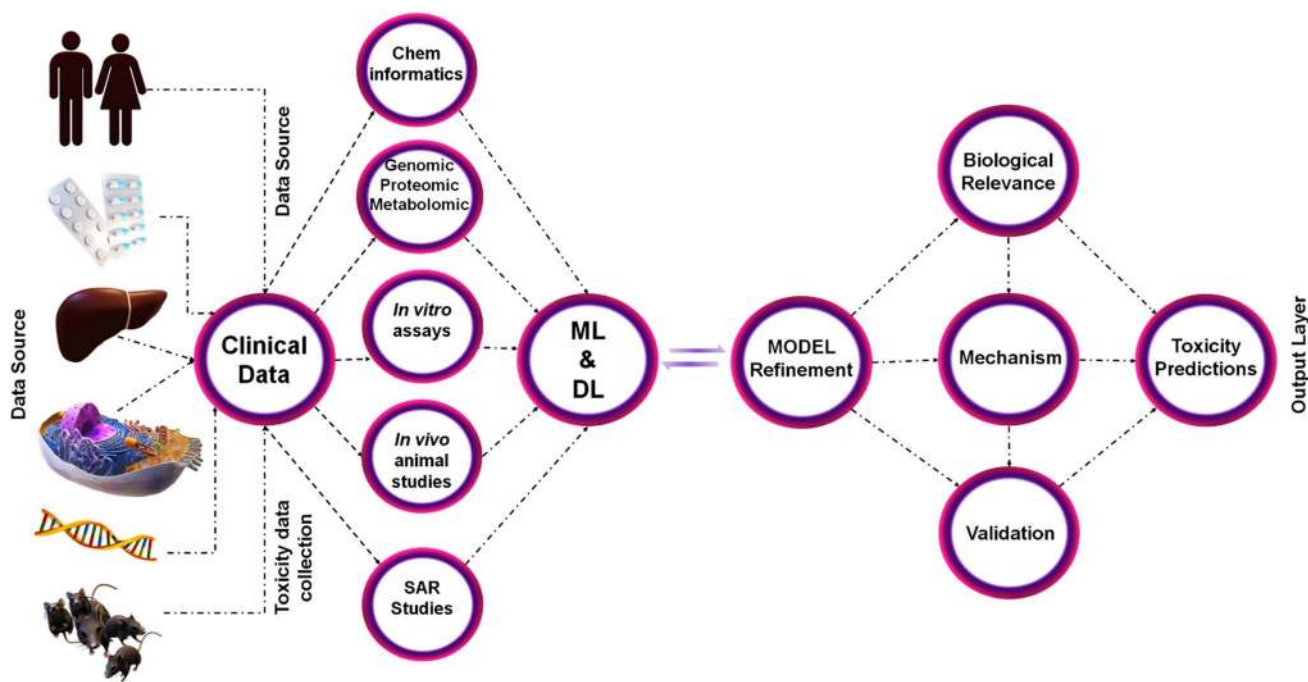 Data Source
Data Source
Toxicity data
collection
Clinical
Data
Chem
informatics
Genomic
Proteomic
Metabolomic
In vitro
assays
In vivo
animal
studies
SAR
Studies
ML
&
DL
MODEL
Refinement
Biological
Relevance
Mechanism
Validation
Toxicity
Predictions
Output Layer